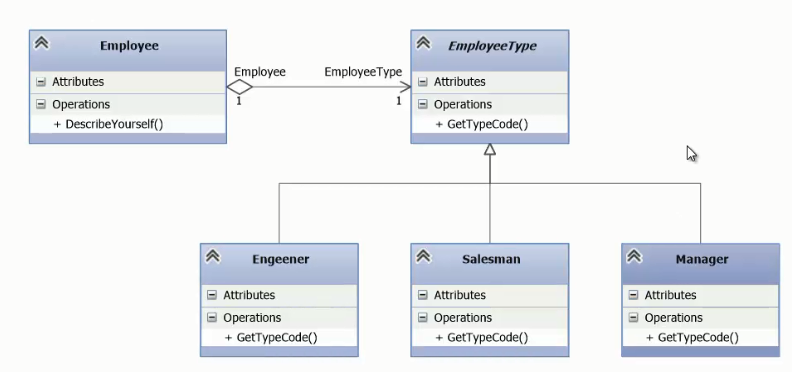 Employee
Attributes
Operations
+ DescribeYourself()
Employee
1
EmployeeType
1
EmployeeType
Attributes
Operations
+ GetTypeCode()
Engeener
Attributes
Operations
+ GetTypeCode()
Salesman
Attributes
Operations
+ GetTypeCode()
Manager
Attributes
Operations
+ GetTypeCode()